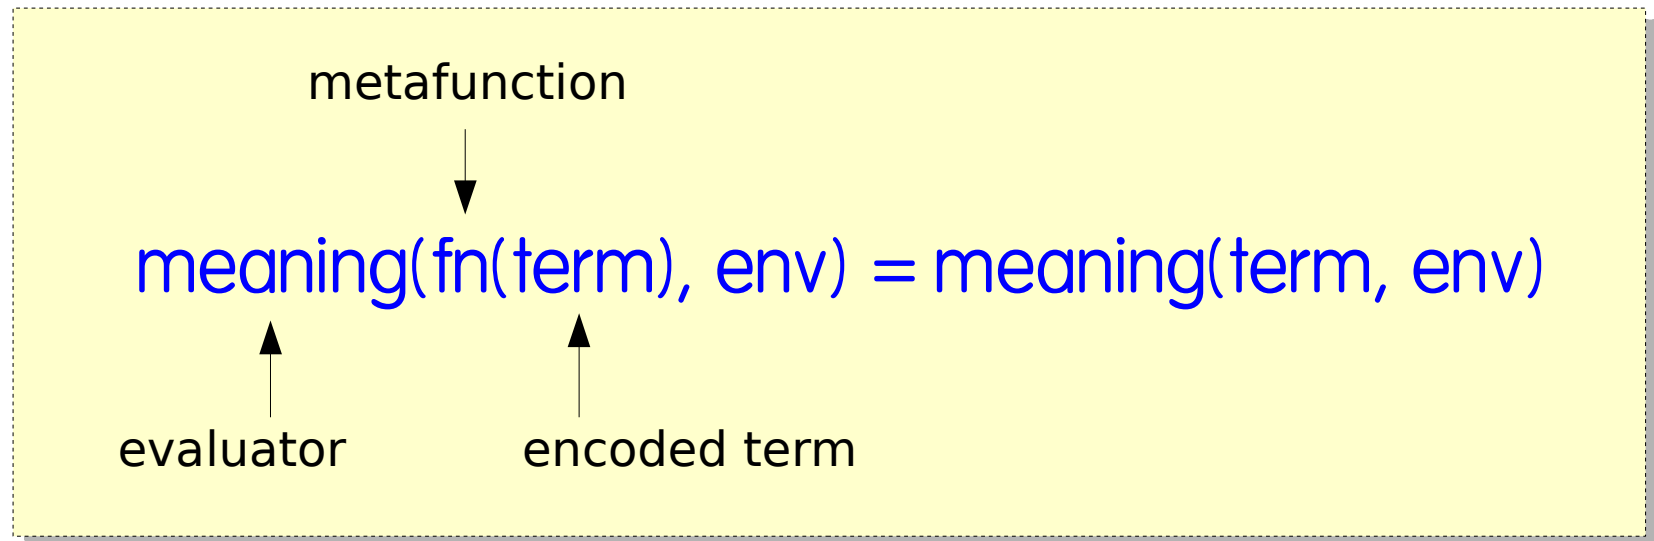 metafunction
meaning(fn(term), env) = meaning(term, env)
evaluator
encoded term